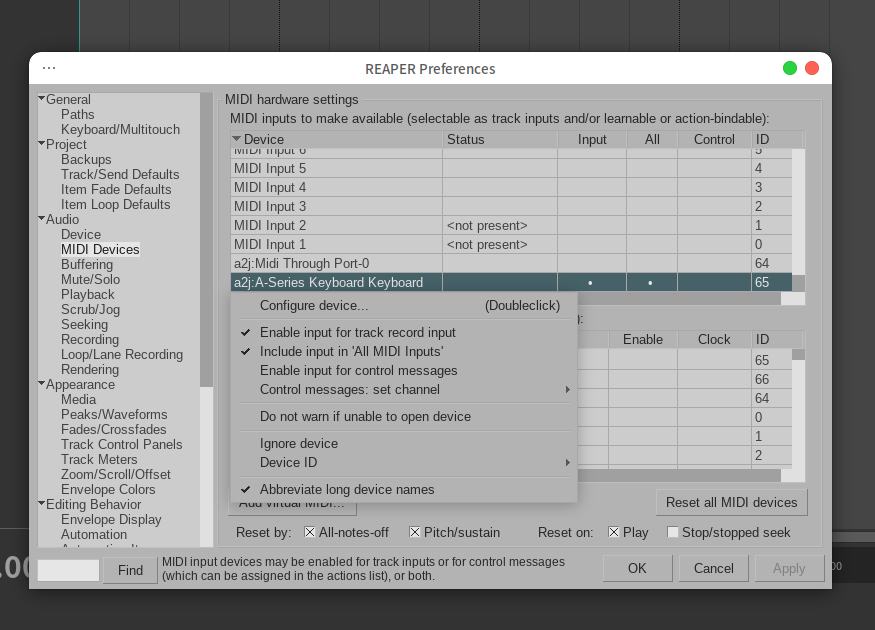 ...
REAPER Preferences
General
Paths
Keyboard/Multitouch
Project
Backups
Track/Send Defaults
Item Fade Defaults
Item Loop Defaults
Audio
Device
MIDI Devices
Buffering
Mute/Solo
Playback
Scrub/Jog
Seeking
Recording
Loop/Lane Recording
Rendering
Appearance
Media
Peaks/Waveforms
Fades/Crossfades
Track Control Panels
Track Meters
Zoom/Scroll/Offset
Envelope Colors
Editing Behavior
Envelope Display
Automation
MIDI hardware settings
MIDI inputs to make available (selectable as track inputs and/or learnable or action-bindable):
Device Status Input All Control ID
MIDI Input 6 5
MIDI Input 5 4
MIDI Input 4 3
MIDI Input 3 2
MIDI Input 2 <not present> 1
MIDI Input 1 <not present> 0
a2j:Midi Through Port-0 64
a2j:A-Series Keyboard Keyboard • • 65
Configure device... (Doubleclick)
Enable input for track record input
Include input in 'All MIDI Inputs'
Enable input for control messages
Control messages: set channel
Do not warn if unable to open device
Ignore device
Device ID
Abbreviate long device names
):
Enable Clock ID
65
66
64
0
1
2
Add virtual MIDI... Reset all MIDI devices
Reset by: All-notes-off Pitch/sustain Reset on: Play Stop/stopped seek
Find
MIDI input devices may be enabled for track inputs or for control messages
(which can be assigned in the actions list), or both.
OK Cancel Apply
.00
00